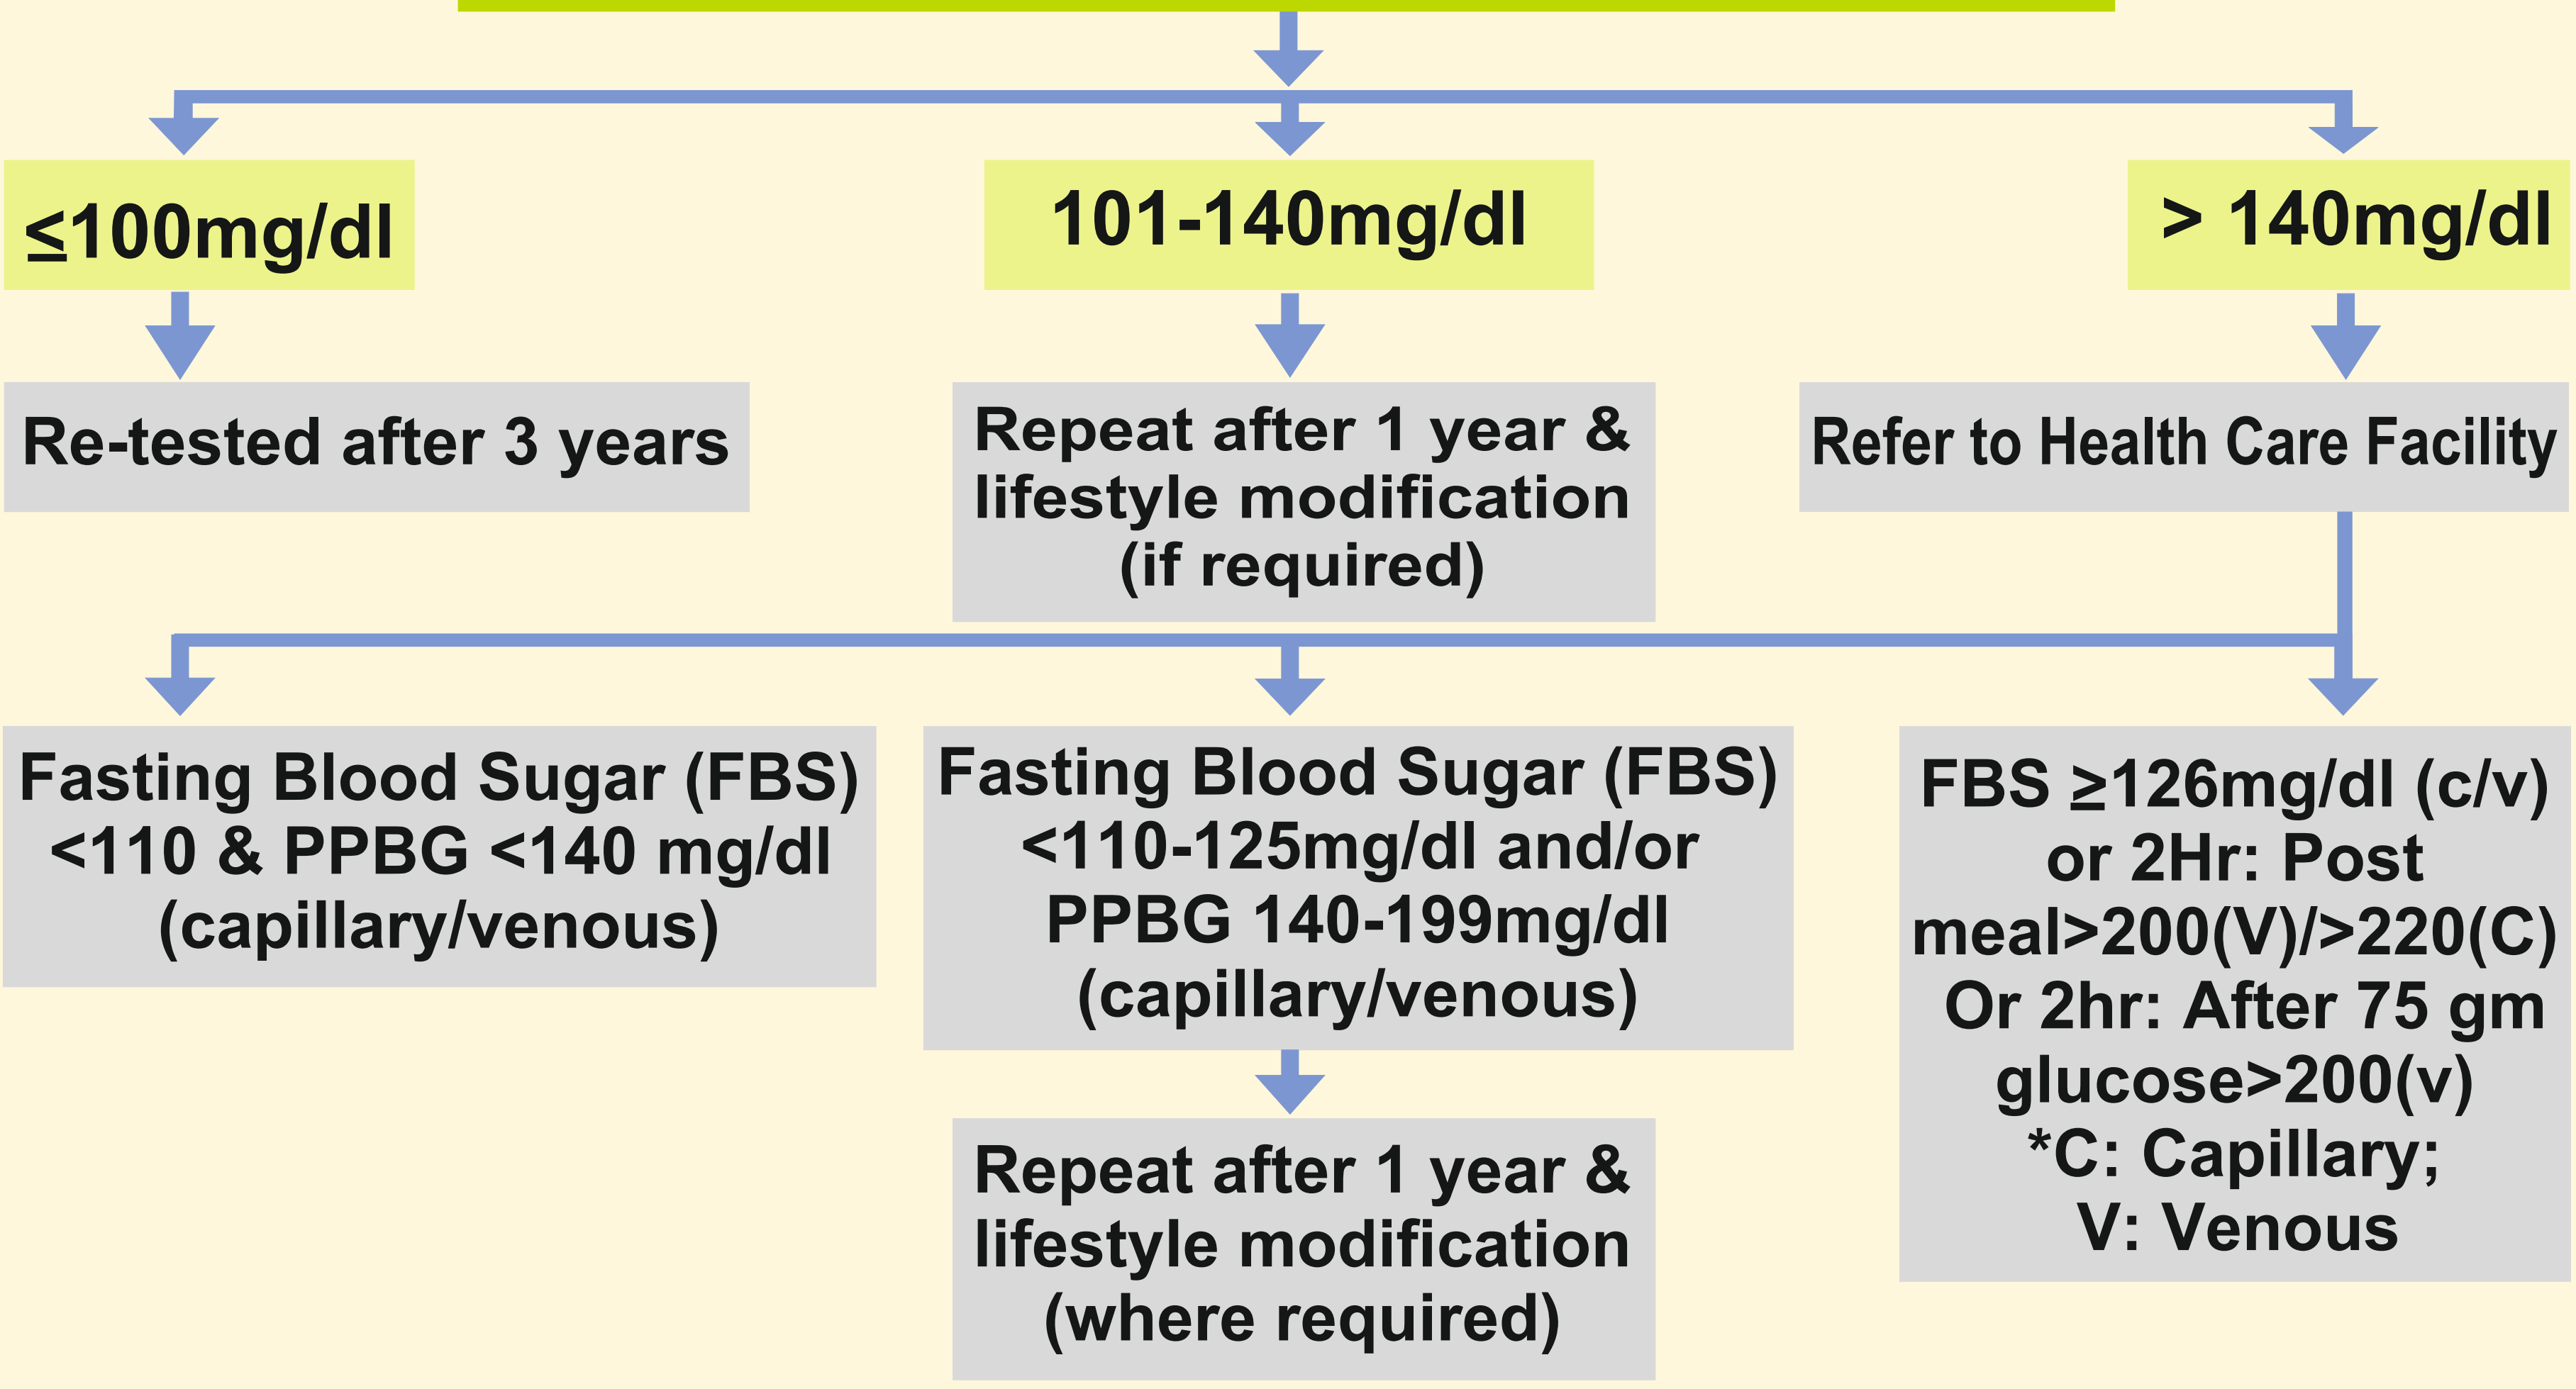 ≤100mg/dl
101-140mg/dl
> 140mg/dl
Re-tested after 3 years
Repeat after 1 year &
lifestyle modification
(if required)
Refer to Health Care Facility
Fasting Blood Sugar (FBS)
<110 & PPBG <140 mg/dl
(capillary/venous)
Fasting Blood Sugar (FBS)
<110-125mg/dl and/or
PPBG 140-199mg/dl
(capillary/venous)
FBS ≥126mg/dl (c/v)
or 2Hr: Post
meal>200(V)/>220(C)
Or 2hr: After 75 gm
glucose>200(v)
*C: Capillary;
V: Venous
Repeat after 1 year &
lifestyle modification
(where required)